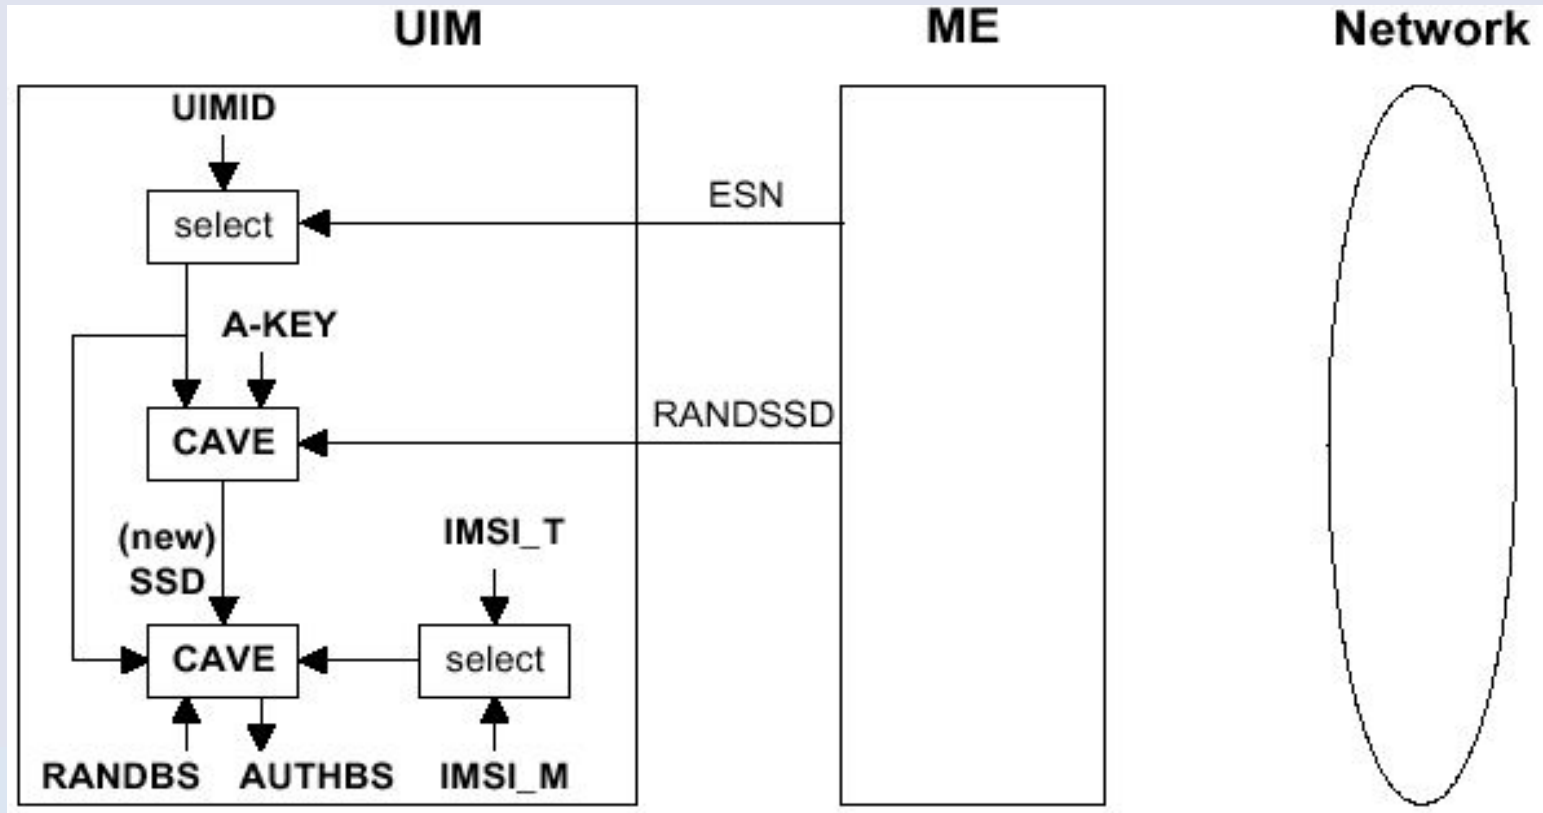 UIM ME Network
UIMID
ESN
select
A-KEY
RANDSSD
CAVE
(new)
SSD
IMSI_T
CAVE
select
RANDBS AUTHBS IMSI_M